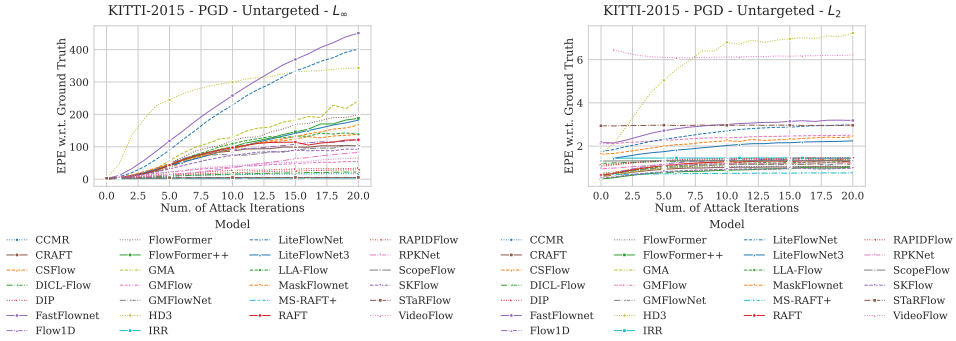 KITTI-2015 - PGD - Untargeted - L∞
EPE w.r.t. Ground Truth
400
300
200
100
0
0.0 2.5 5.0 7.5 10.0 12.5 15.0 17.5 20.0
Num. of Attack Iterations
Model
CCMR FlowFormer LiteFlowNet RAPIDFlow
CRAFT FlowFormer++ LiteFlowNet3 RPKNet
CSFlow GMA LLA-Flow ScopeFlow
DICL-Flow GMFlow MaskFlownet SKFlow
DIP GMFlowNet MS-RAFT+ STaRFlow
FastFlownet HD3 RAFT VideoFlow
Flow1D IRR
KITTI-2015 - PGD - Untargeted - L2
EPE w.r.t. Ground Truth
6
4
2
0.0 2.5 5.0 7.5 10.0 12.5 15.0 17.5 20.0
Num. of Attack Iterations
Model
CCMR FlowFormer LiteFlowNet RAPIDFlow
CRAFT FlowFormer++ LiteFlowNet3 RPKNet
CSFlow GMA LLA-Flow ScopeFlow
DICL-Flow GMFlow MaskFlownet SKFlow
DIP GMFlowNet MS-RAFT+ STaRFlow
FastFlownet HD3 RAFT VideoFlow
Flow1D IRR